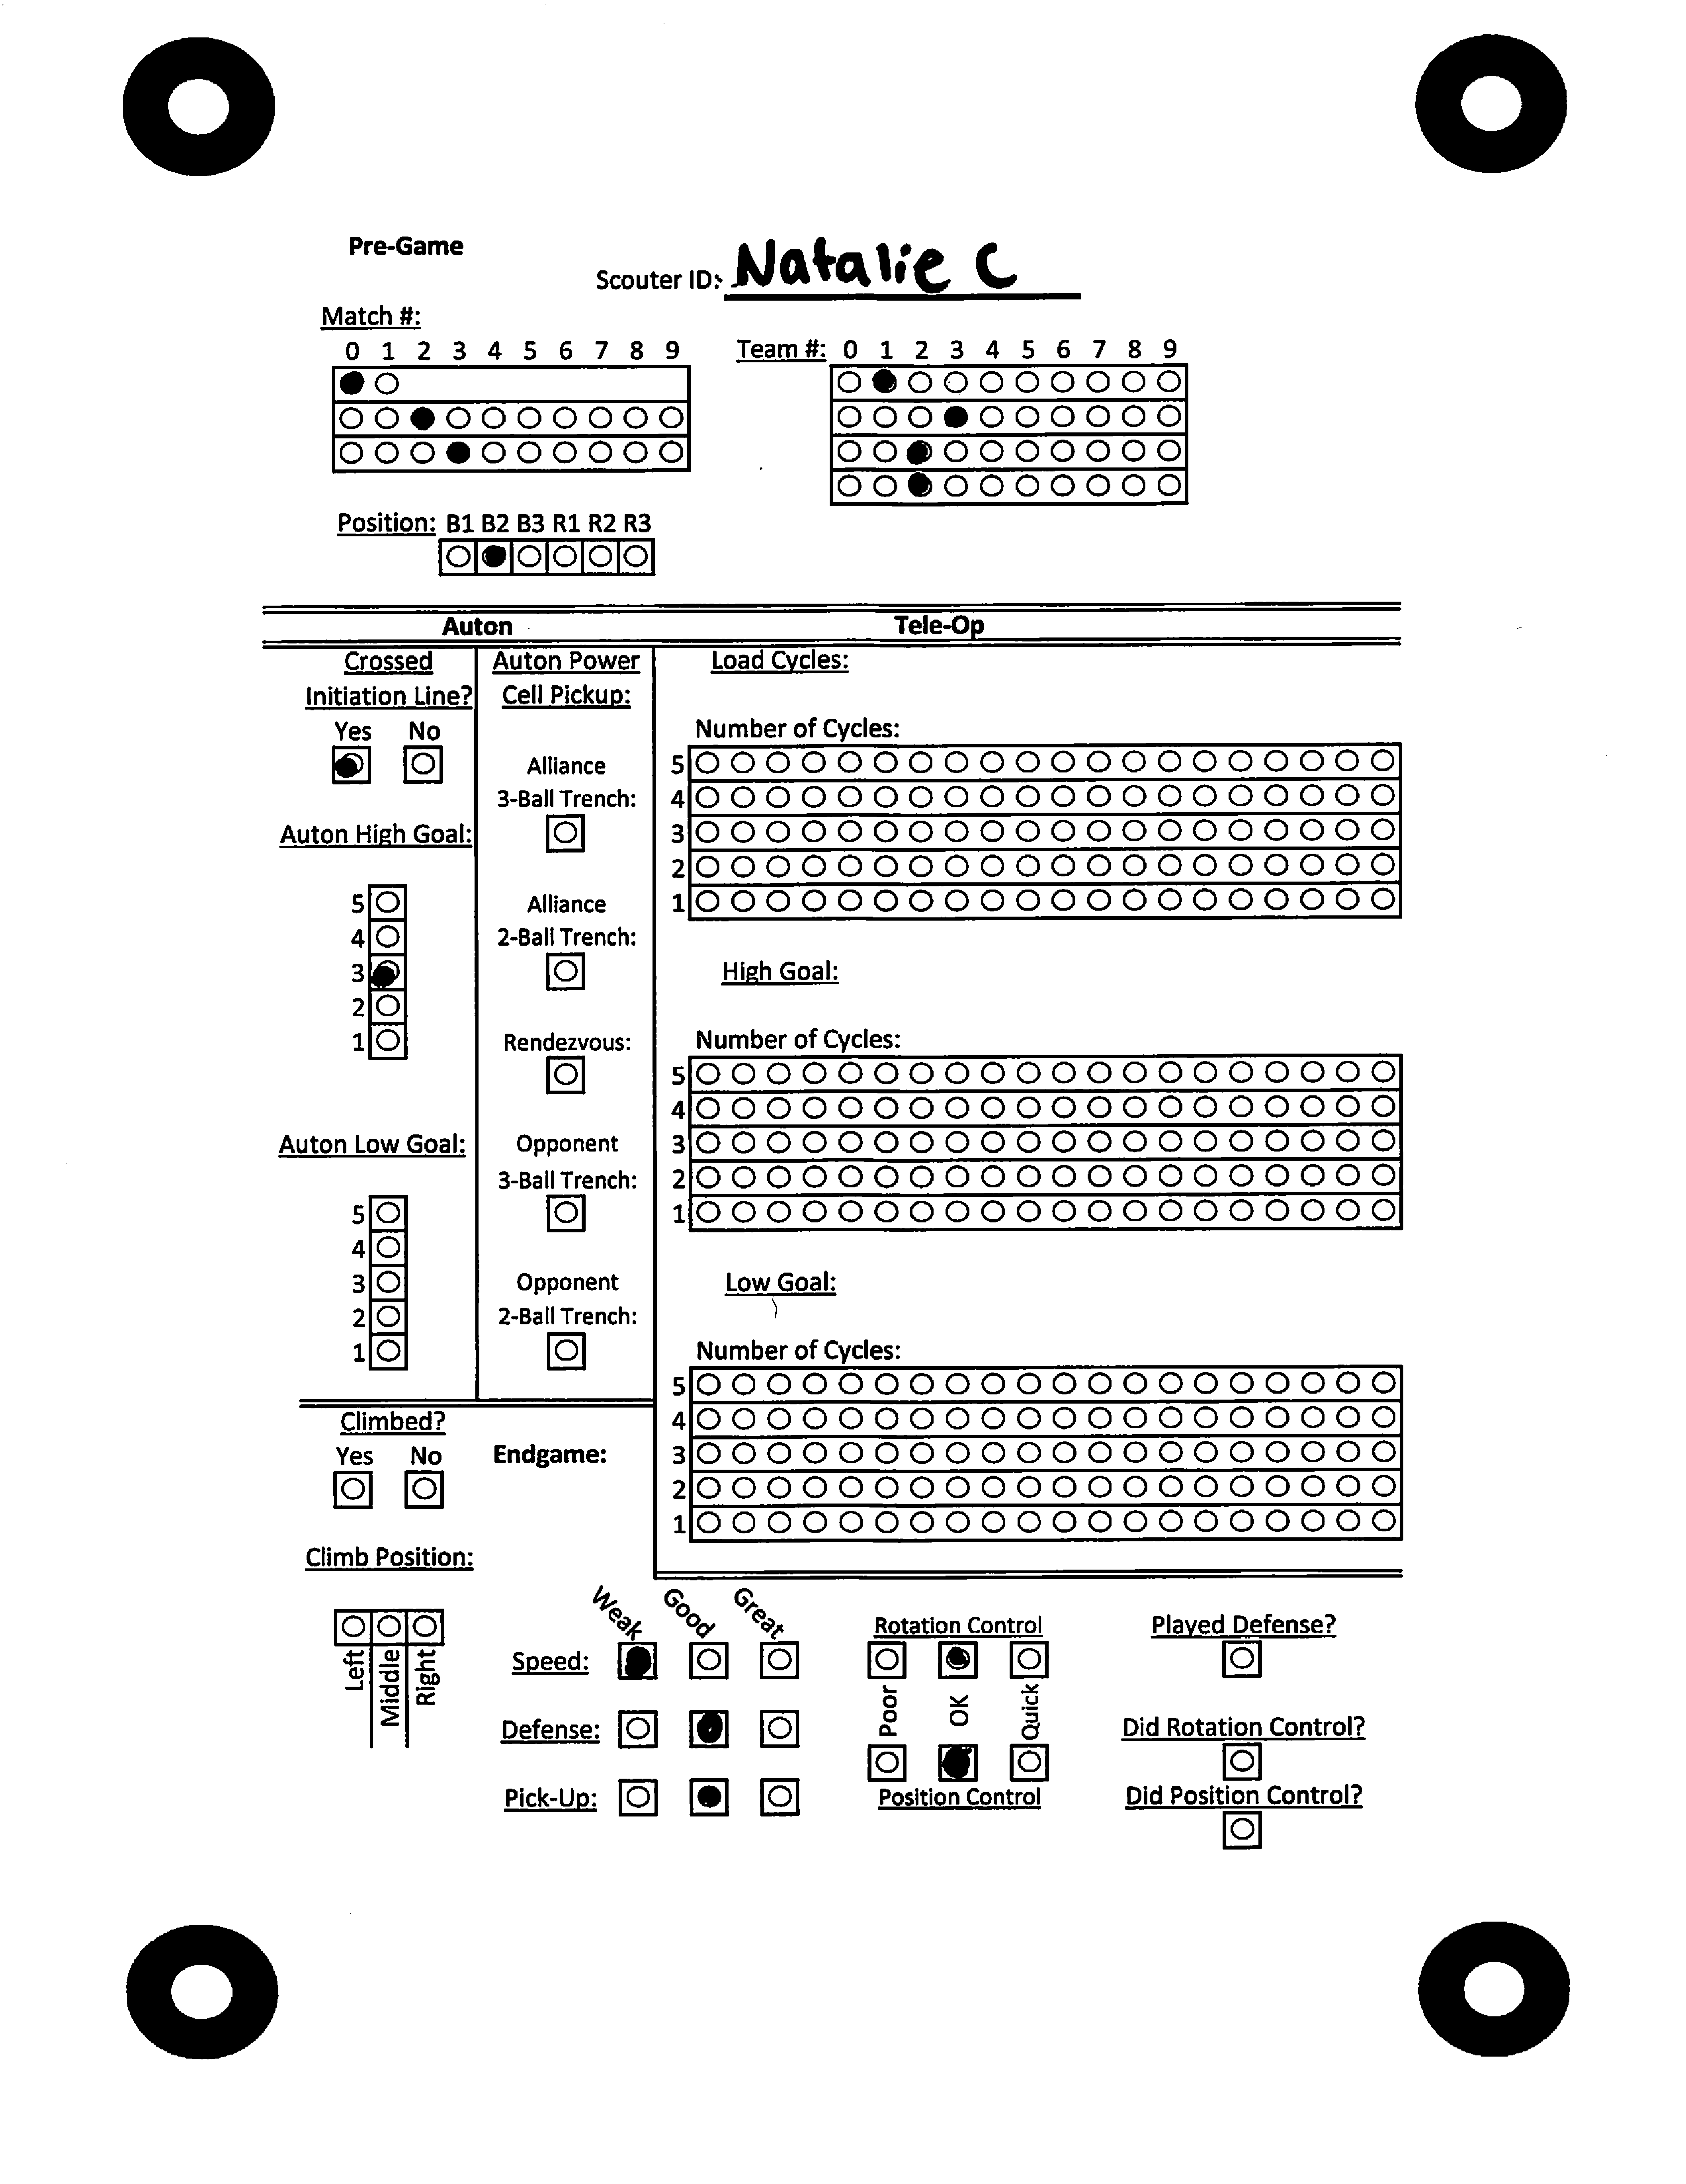 Pre-Game
Scouter ID: Natalie C
Match #:
0 1 2 3 4 5 6 7 8 9
Team #: 0 1 2 3 4 5 6 7 8 9
Position: B1 B2 B3 R1 R2 R3
Auton
Tele-Op
Crossed
Initiation Line?
Yes No
Auton High Goal:
5
4
3
2
1
Auton Low Goal:
5
4
3
2
1
Auton Power
Cell Pickup:
Alliance
3-Ball Trench:
Alliance
2-Ball Trench:
Rendezvous:
Opponent
3-Ball Trench:
Opponent
2-Ball Trench:
Load Cycles:
Number of Cycles:
5
4
3
2
1
High Goal:
Number of Cycles:
5
4
3
2
1
Low Goal:
Number of Cycles:
5
4
3
2
1
Climbed?
Yes No
Endgame:
Climb Position:
Left
Middle
Right
Weak Good Great
Speed:
Defense:
Pick-Up:
Rotation Control
Poor OK Quick
Position Control
Played Defense?
Did Rotation Control?
Did Position Control?